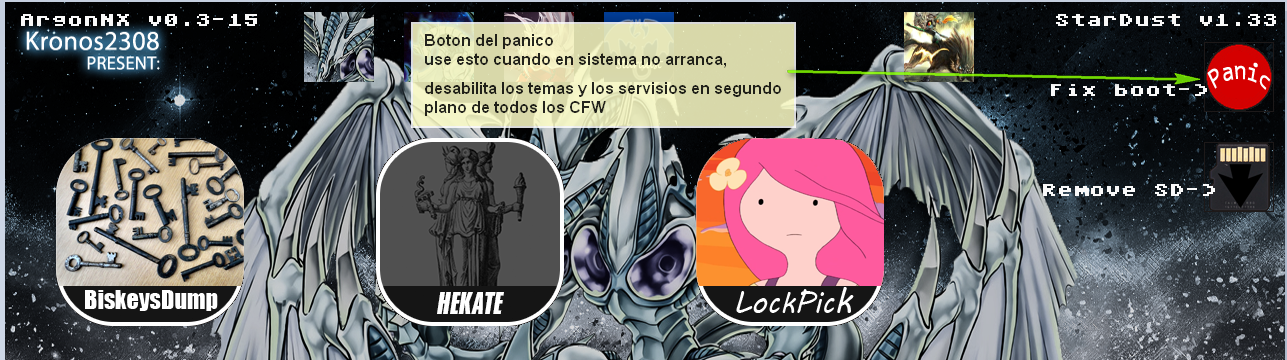 ArgonNX v0.3-15
StarDust v1.33
Kronos2308
PRESENT:
Boton del panico
use esto cuando en sistema no arranca,
desabilita los temas y los servisios en segundo
plano de todos los CFW
Panic
Fix boot->
Remove SD->
BiskeysDump
HEKATE
LockPick